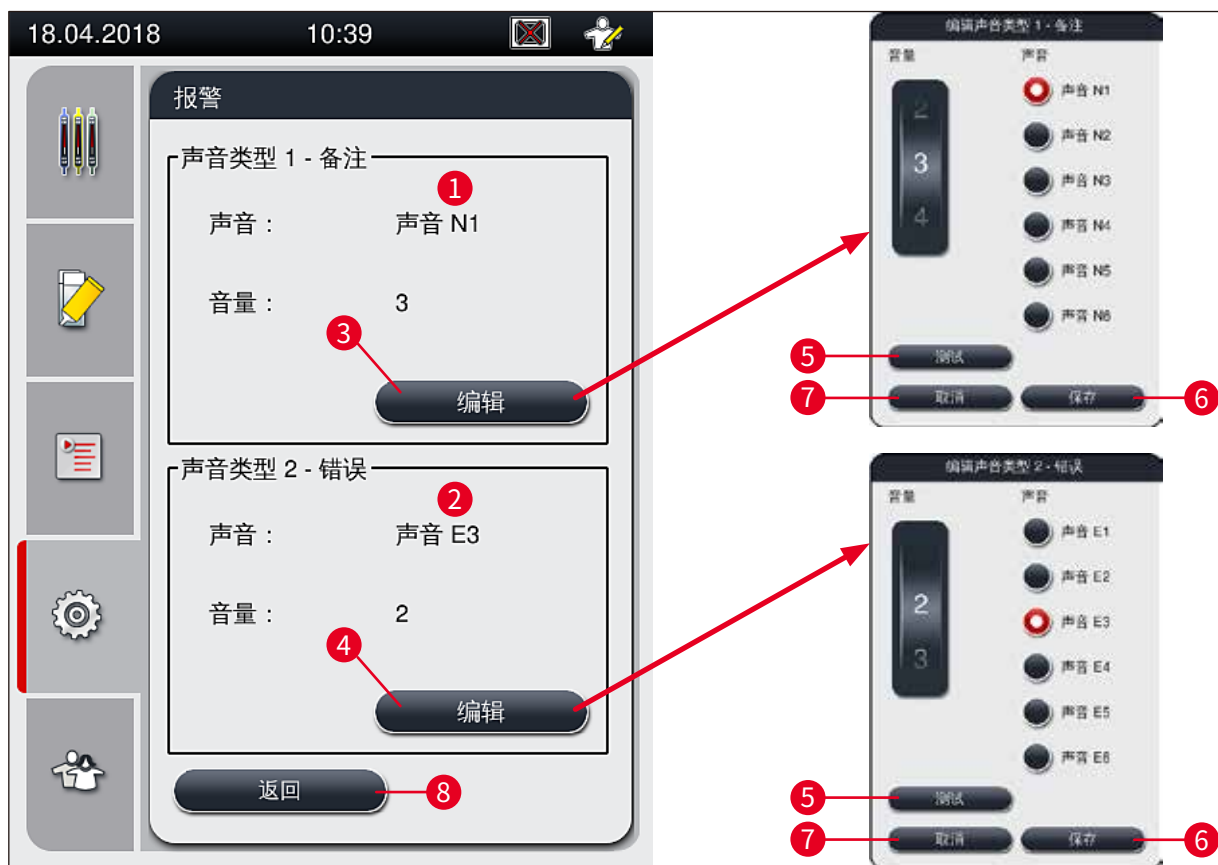 18.04.2018 10:39
报警
声音类型 1 - 备注
1
声音： 声音 N1
音量： 3
3
编辑
声音类型 2 - 错误
2
声音： 声音 E3
音量： 2
4
编辑
返回
8
编辑声音类型 1 - 备注
音量 声音
2
3
4
声音 N1
声音 N2
声音 N3
声音 N4
声音 N5
声音 N6
5 测试
7 取消 保存 6
编辑声音类型 2 - 错误
音量 声音
2
3
声音 E1
声音 E2
声音 E3
声音 E4
声音 E5
声音 E6
5 测试
7 取消 保存 6